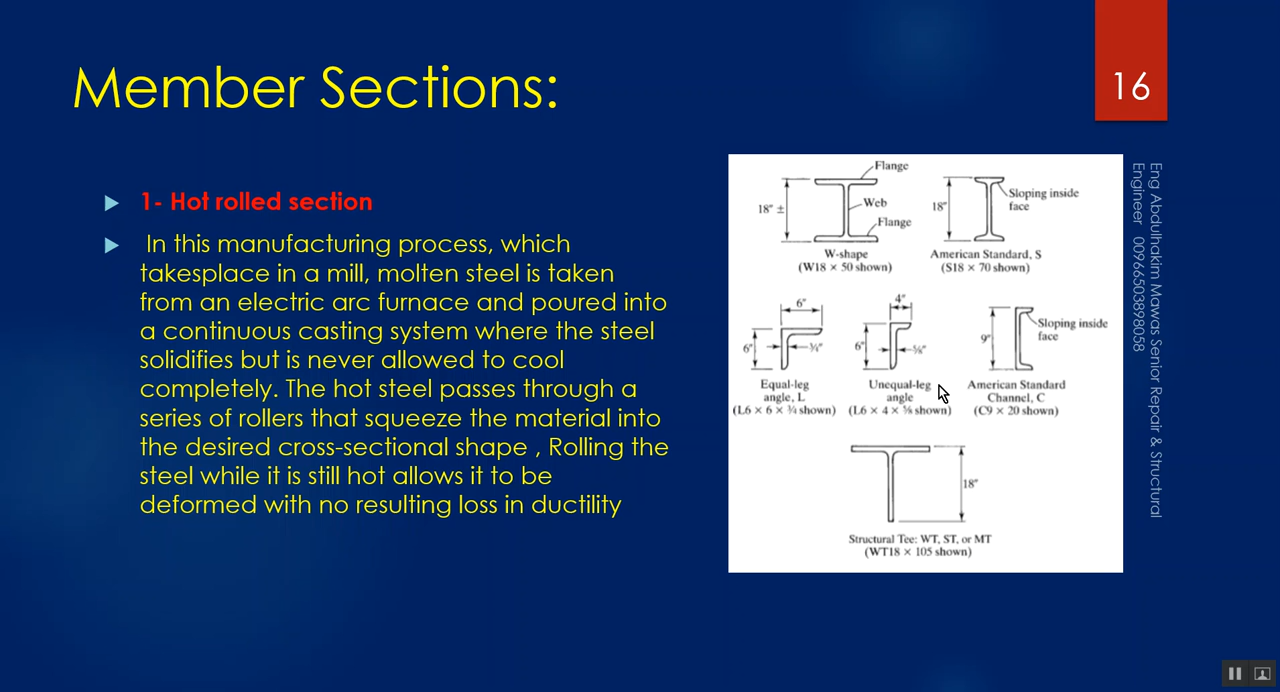 Member Sections:
16
1- Hot rolled section
In this manufacturing process, which
takesplace in a mill, molten steel is taken
from an electric arc furnace and poured into
a continuous casting system where the steel
solidifies but is never allowed to cool
completely. The hot steel passes through a
series of rollers that squeeze the material into
the desired cross-sectional shape , Rolling the
steel while it is still hot allows it to be
deformed with no resulting loss in ductility
Flange
18" ±
Web
Flange
W-shape
(W18 × 50 shown)
18"
Sloping inside
face
American Standard, S
(S18 × 70 shown)
6"
6"
¾"
Equal-leg
angle, L
(L6 × 6 × ¾ shown)
4"
6"
⅝"
Unequal-leg
angle
(L6 × 4 × ⅝ shown)
9"
Sloping inside
face
American Standard
Channel, C
(C9 × 20 shown)
18"
Structural Tee: WT, ST, or MT
(WT18 × 105 shown)
Eng Abdulhakim Mawas Senior Repair & Structural
Engineer 00966503898058